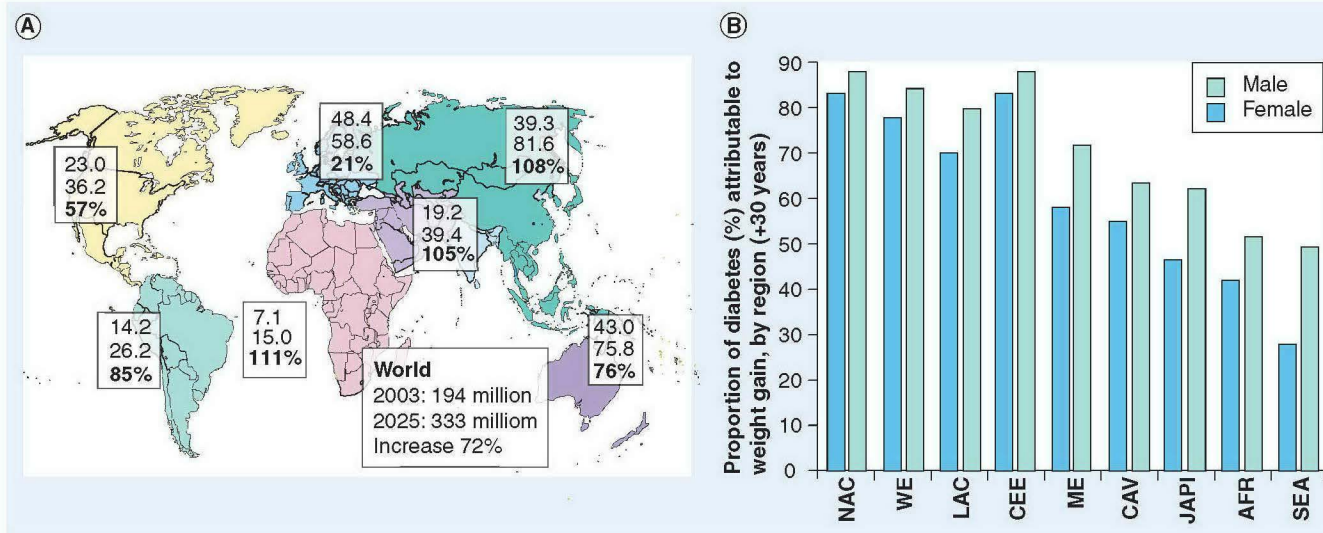 A
23.0
36.2
57%
48.4
58.6
21%
39.3
81.6
108%
19.2
39.4
105%
14.2
26.2
85%
7.1
15.0
111%
43.0
75.8
76%
World
2003: 194 million
2025: 333 milliom
Increase 72%
B
Proportion of diabetes (%) attributable to
weight gain, by region (+30 years)
90
80
70
60
50
40
30
20
10
0
Male
Female
NAC
WE
LAC
CEE
ME
CAV
JAPI
AFR
SEA